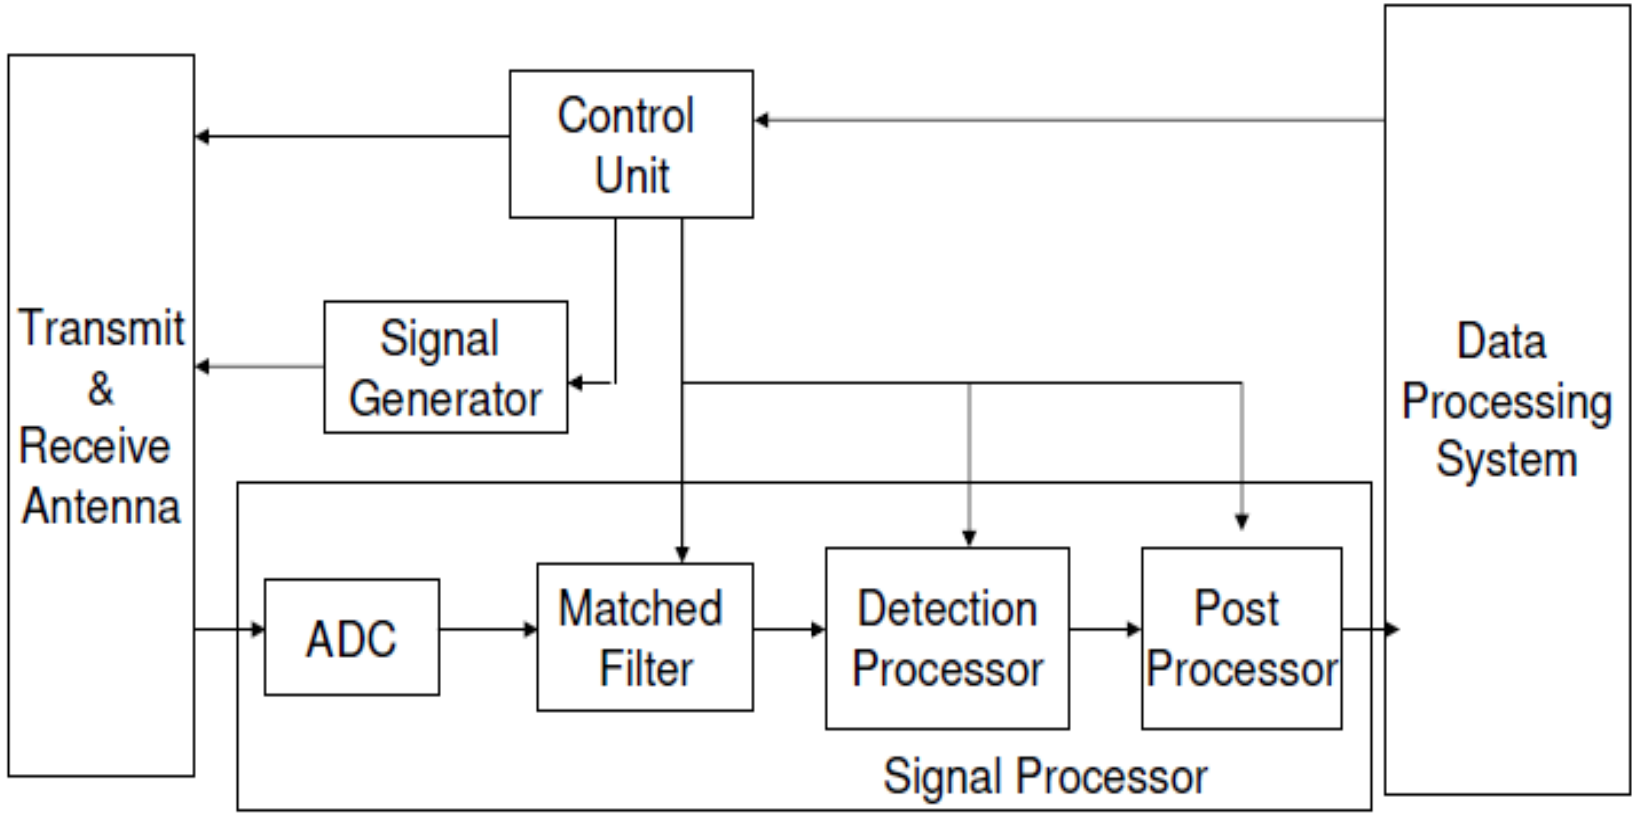 Control
Unit
Transmit
&
Receive
Antenna
Signal
Generator
Data
Processing
System
ADC
Matched
Filter
Detection
Processor
Post
Processor
Signal Processor